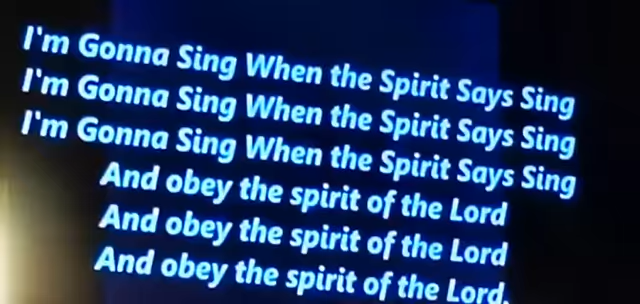 I'm Gonna Sing When the Spirit Says Sing
I'm Gonna Sing When the Spirit Says Sing
I'm Gonna Sing When the Spirit Says Sing
And obey the spirit of the Lord
And obey the spirit of the Lord
And obey the spirit of the Lord.